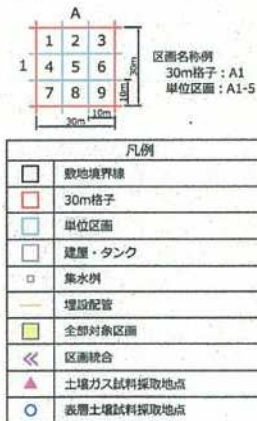 A
1 2 3
1 4 5 6
7 8 9
30m
10m
10m
30m
区画名称例
30m格子：A1
単位区画：A1-5
凡例
敷地境界線
30m格子
単位区画
建屋・タンク
集水桝
埋設配管
全部対象区画
区画統合
土壌ガス試料採取地点
表層土壌試料採取地点